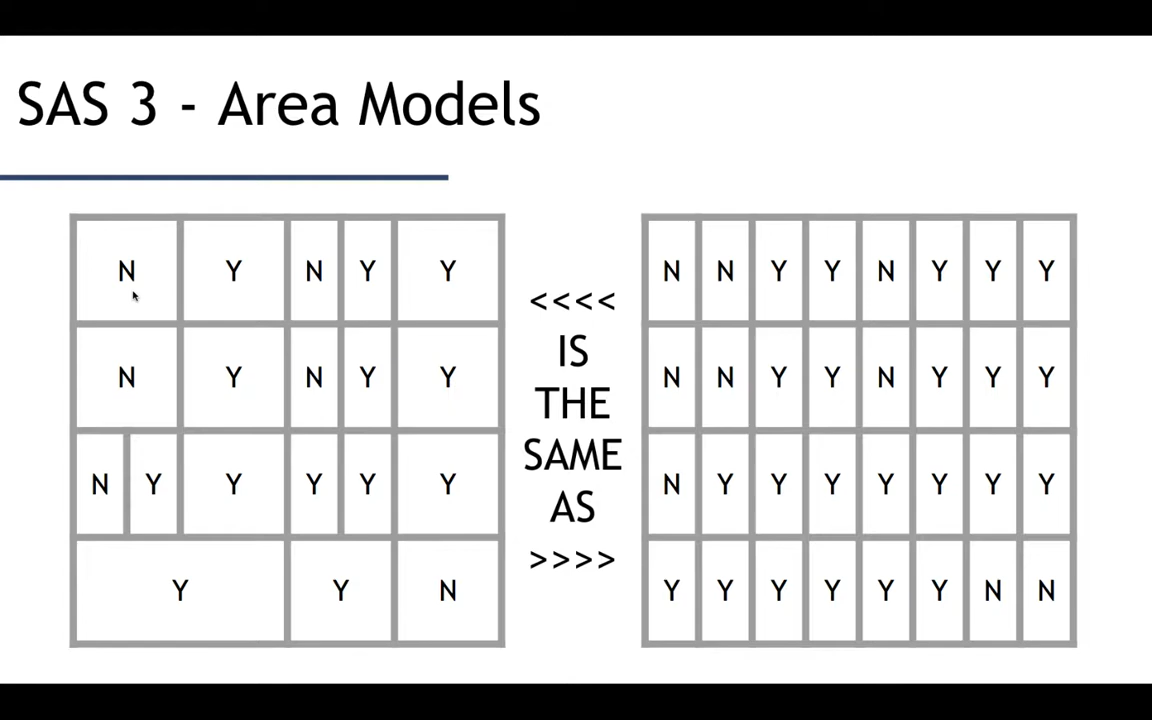 SAS 3 - Area Models
N Y N Y Y
N Y N Y Y
N Y Y Y Y Y
Y Y N
<<<<
IS
THE
SAME
AS
>>>>
N N Y Y N Y Y Y
N N Y Y N Y Y Y
N Y Y Y Y Y Y Y
Y Y Y Y Y Y N N